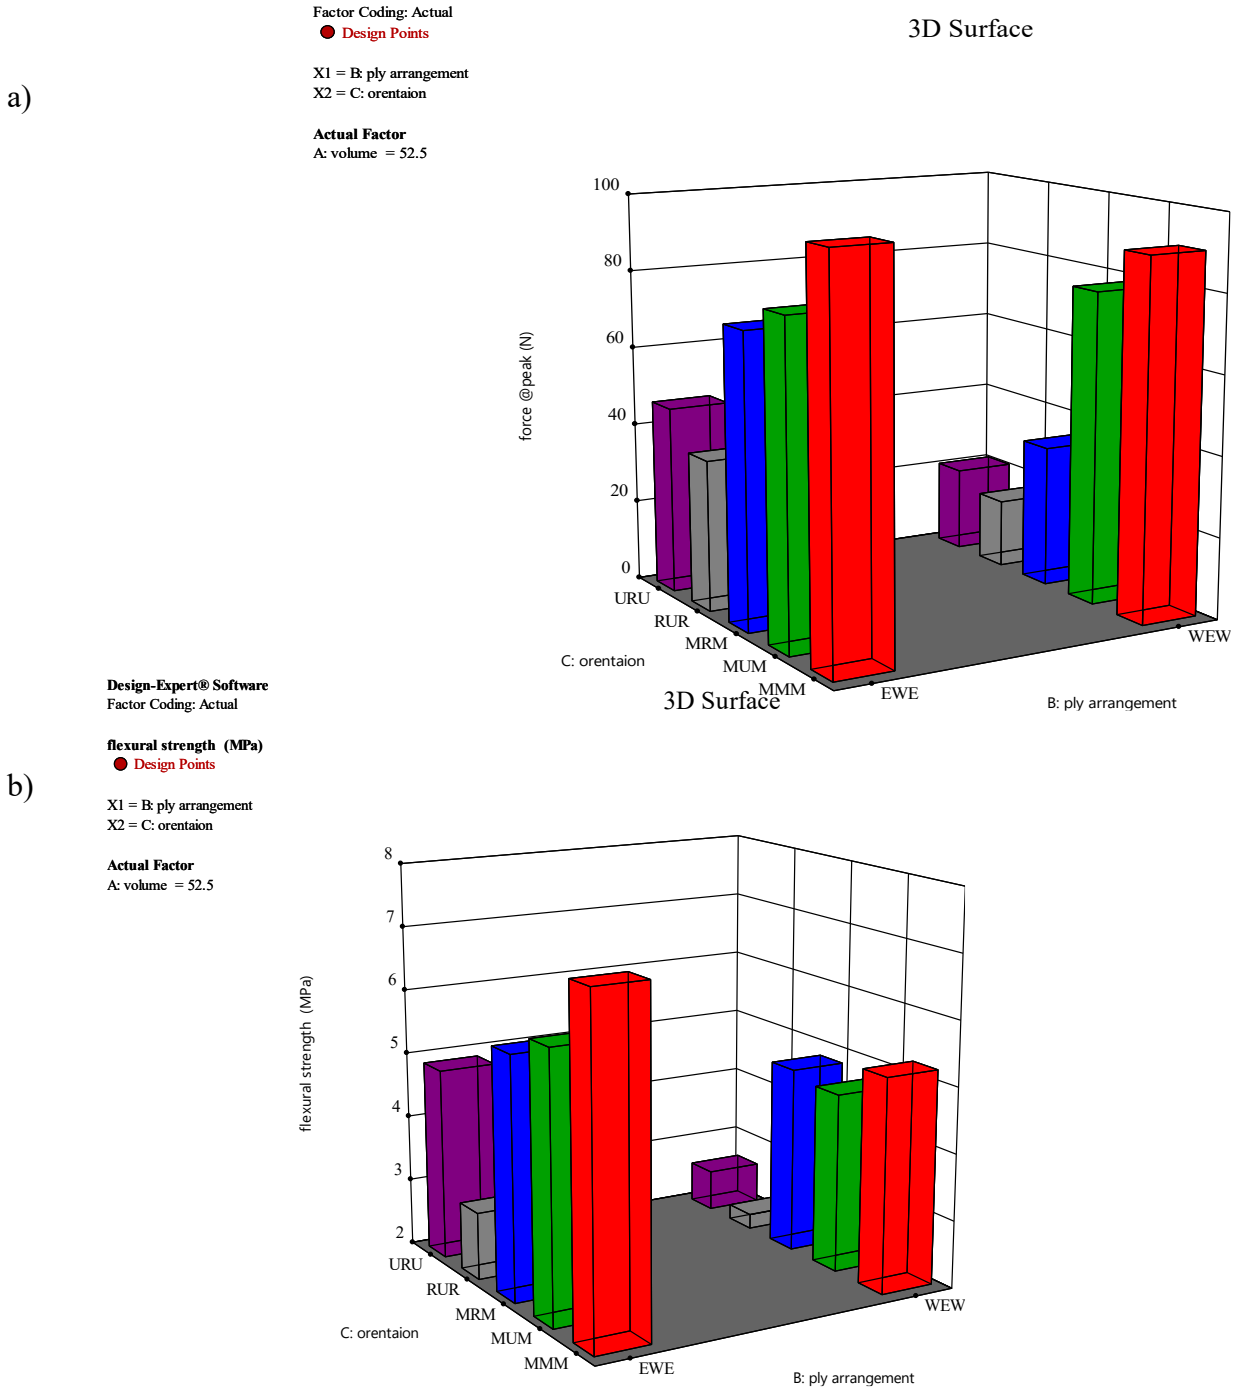 Factor Coding: Actual
Design Points
X1 = B: ply arrangement
X2 = C: orentaion
Actual Factor
A: volume = 52.5
3D Surface
a)
100
80
60
40
20
0
force @peak (N)
URU
RUR
MRM
MUM
MMM
C: orentaion
EWE
WEW
B: ply arrangement
3D Surface
Design-Expert® Software
Factor Coding: Actual
flexural strength (MPa)
Design Points
b)
X1 = B: ply arrangement
X2 = C: orentaion
Actual Factor
A: volume = 52.5
8
7
6
5
4
3
2
flexural strength (MPa)
URU
RUR
MRM
MUM
MMM
C: orentaion
EWE
WEW
B: ply arrangement